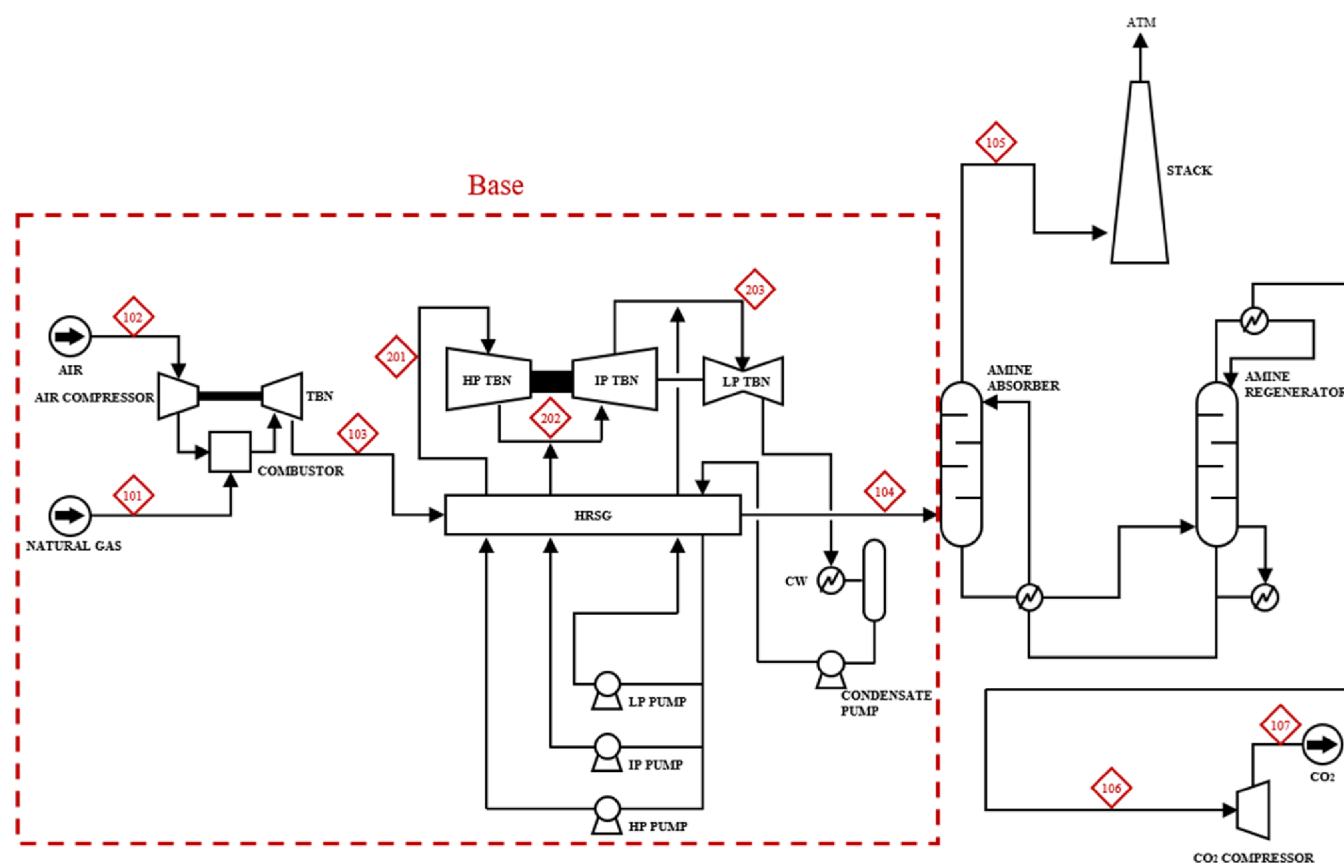 ATM
105
STACK
Base
102
AIR
AIR COMPRESSOR
TBN
COMBUSTOR
101
NATURAL GAS
103
201
HP TBN
IP TBN
202
203
LP TBN
HRSG
104
CW
CONDENSATE
PUMP
LP PUMP
IP PUMP
HP PUMP
AMINE
ABSORBER
AMINE
REGENERATOR
106
107
CO2
CO2 COMPRESSOR